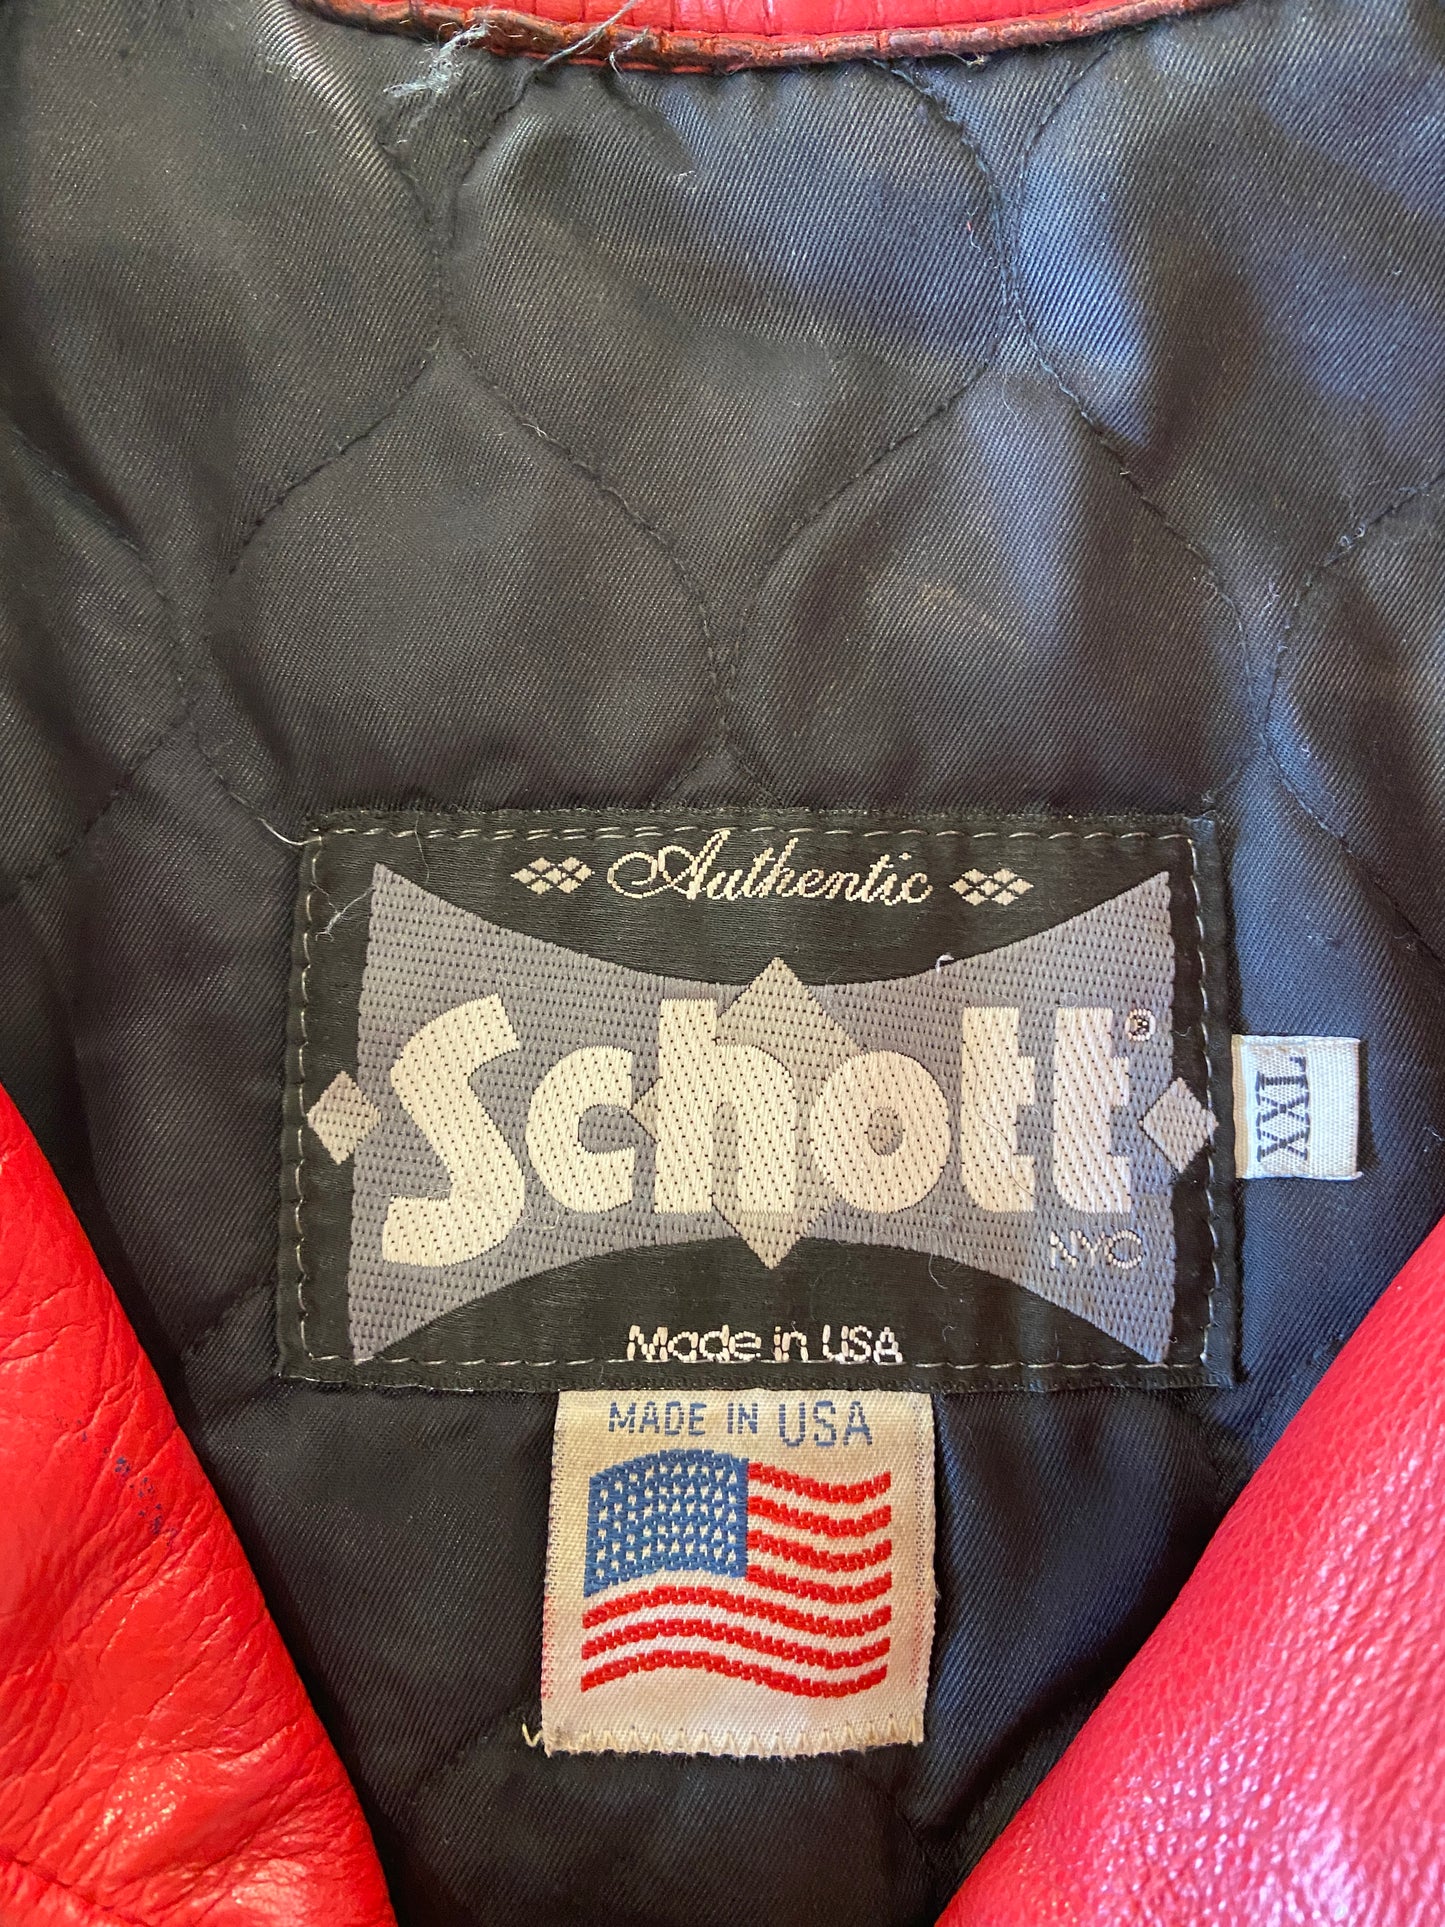 Authentic
Schott®
NYC
Made in USA
XXL
MADE IN USA